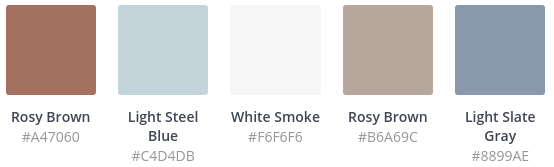 Rosy Brown
#A47060
Light Steel
Blue
#C4D4DB
White Smoke
#F6F6F6
Rosy Brown
#B6A69C
Light Slate
Gray
#8899AE